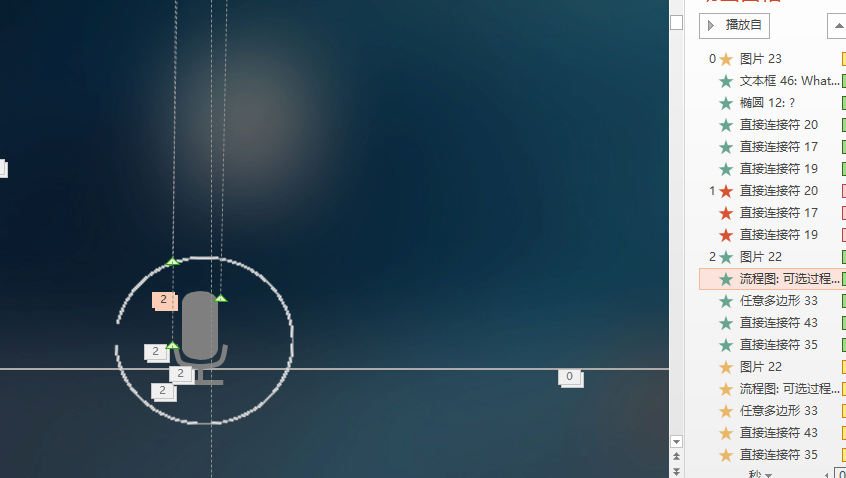 播放自
0 图片 23
文本框 46: What...
椭圆 12: ?
直接连接符 20
直接连接符 17
直接连接符 19
1 直接连接符 20
直接连接符 17
直接连接符 19
2 图片 22
流程图: 可选过程...
任意多边形 33
直接连接符 43
直接连接符 35
图片 22
流程图: 可选过程...
任意多边形 33
直接连接符 43
直接连接符 35
秒
0
2
2
2
2
0